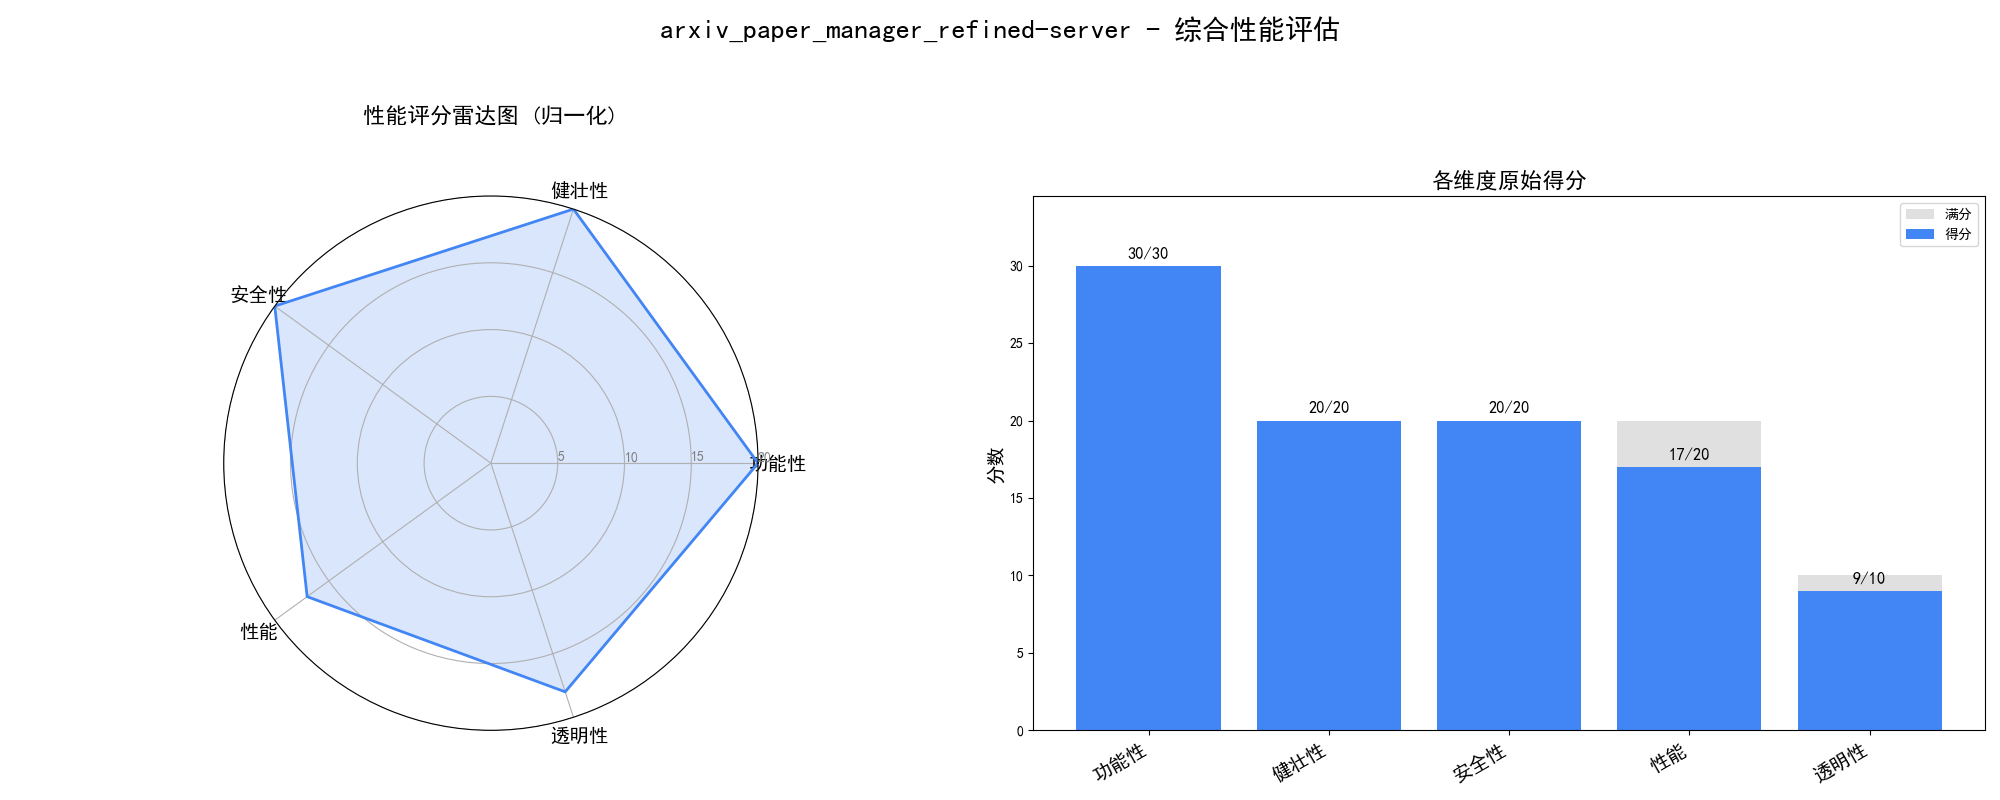 arxiv_paper_manager_refined-server - 综合性能评估
性能评分雷达图 (归一化)
健壮性
安全性
5
10
15
20
功能性
性能
透明性
各维度原始得分
满分
得分
分数
30
25
20
15
10
5
0
30/30
20/20
20/20
17/20
9/10
功能性
健壮性
安全性
性能
透明性